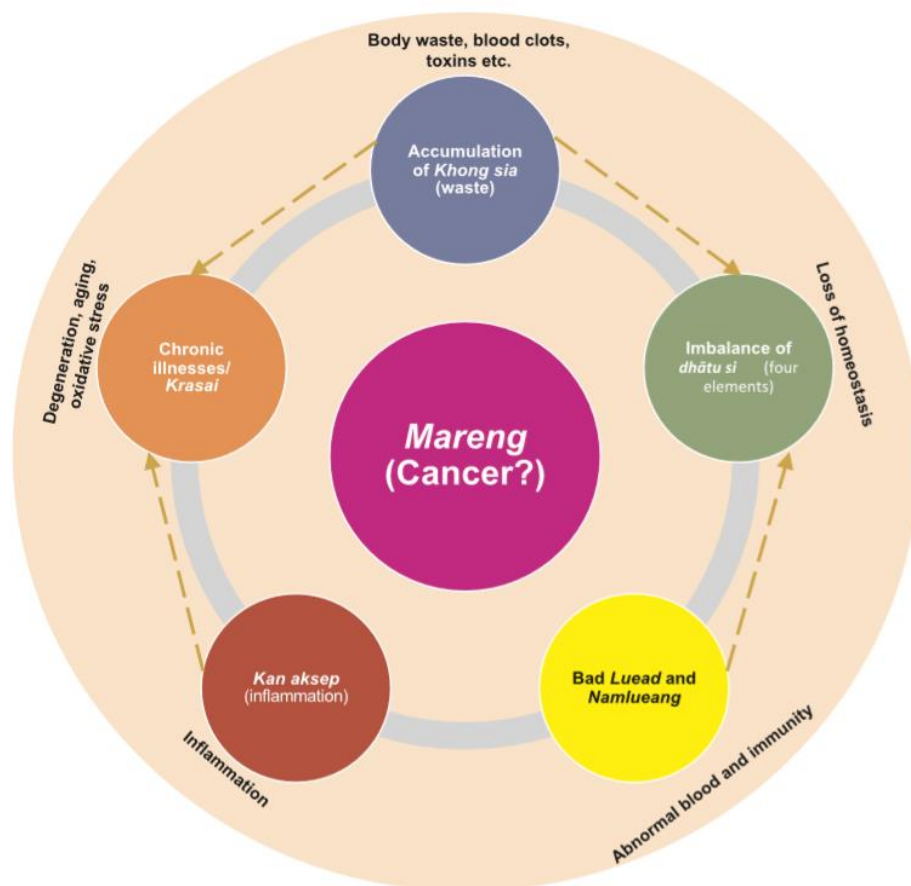 Body waste, blood clots,
toxins etc.
Accumulation
of Khong sia
(waste)
Degeneration, aging,
oxidative stress
Chronic
illnesses/
Krasai
Imbalance of
dhātu si (four
elements)
Loss of homeostasis
Mareng
(Cancer?)
Kan aksep
(inflammation)
Bad Luead and
Namlueang
Inflammation
Abnormal blood and immunity